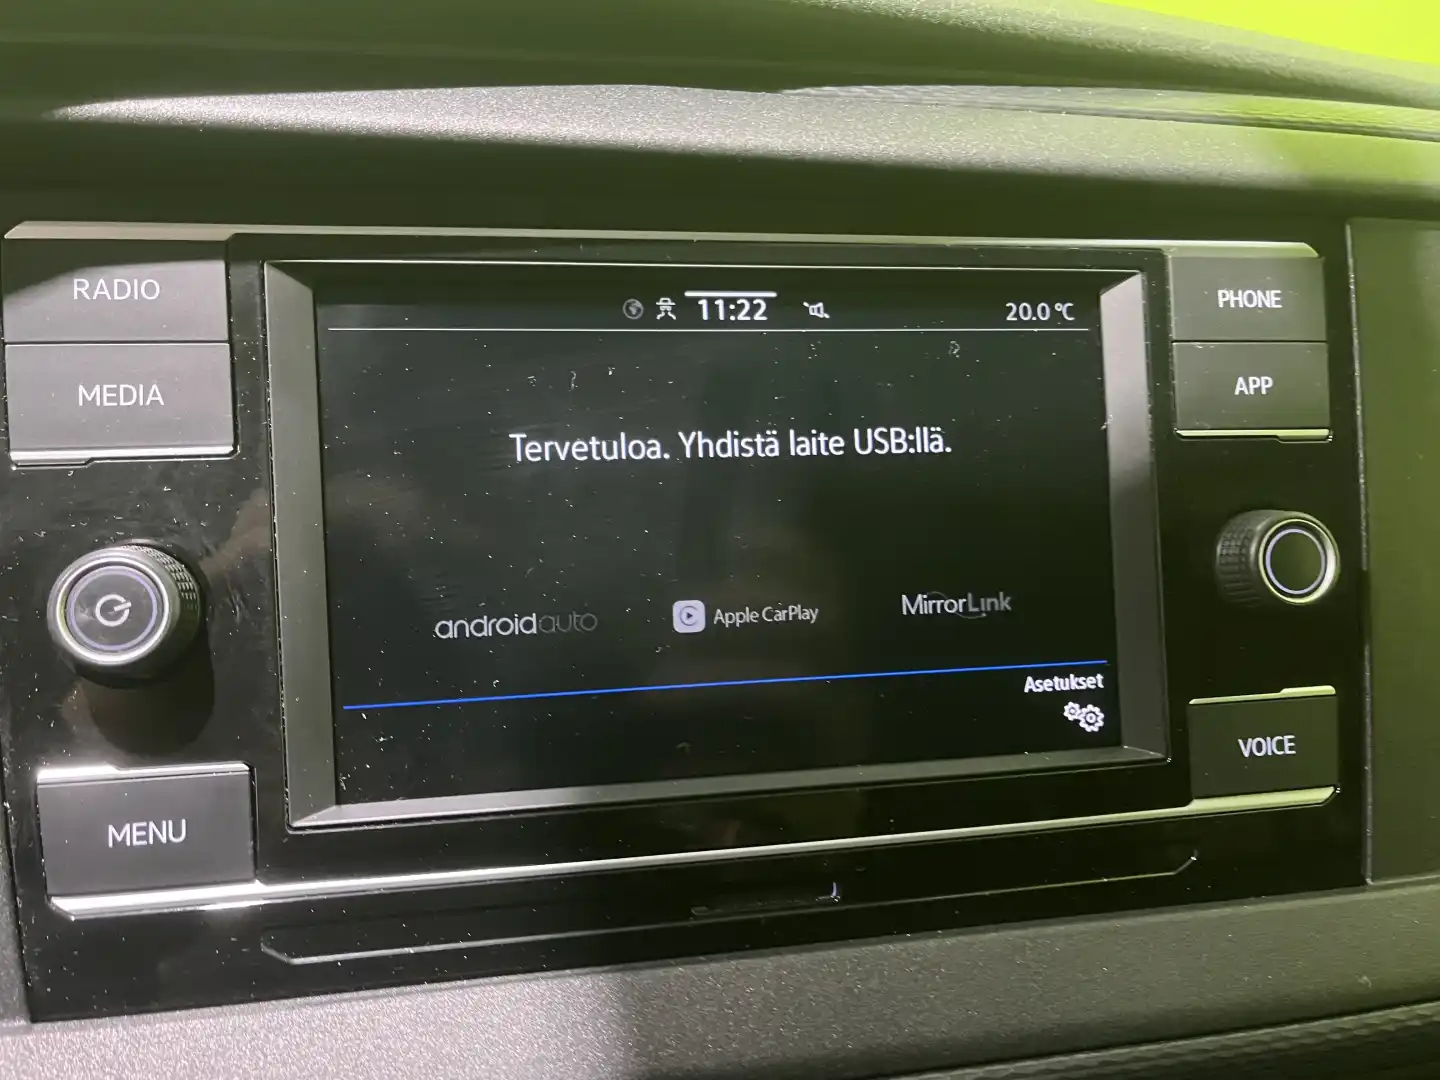 RADIO
MEDIA
MENU
11:22
20.0 °C
Tervetuloa. Yhdistä laite USB:llä.
androidauto
Apple CarPlay
MirrorLink
Asetukset
PHONE
APP
VOICE